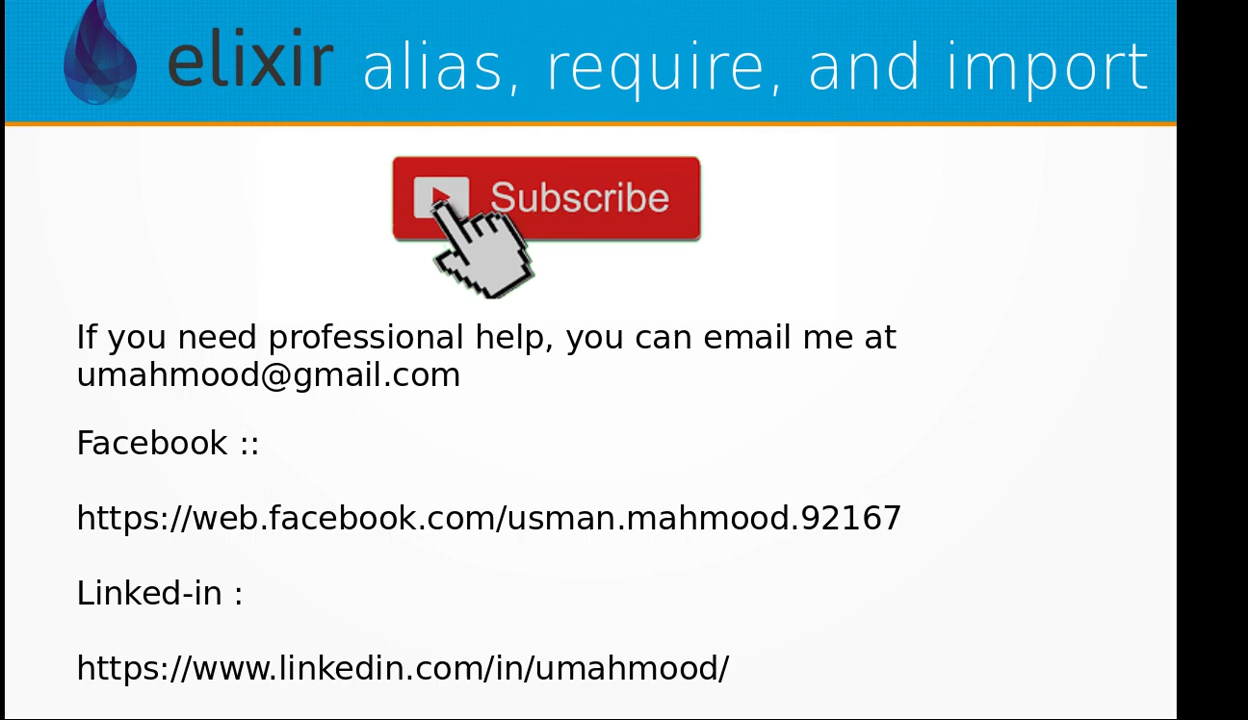 elixir alias, require, and import
Subscribe
If you need professional help, you can email me at
umahmood@gmail.com
Facebook ::
https://web.facebook.com/usman.mahmood.92167
Linked-in :
https://www.linkedin.com/in/umahmood/